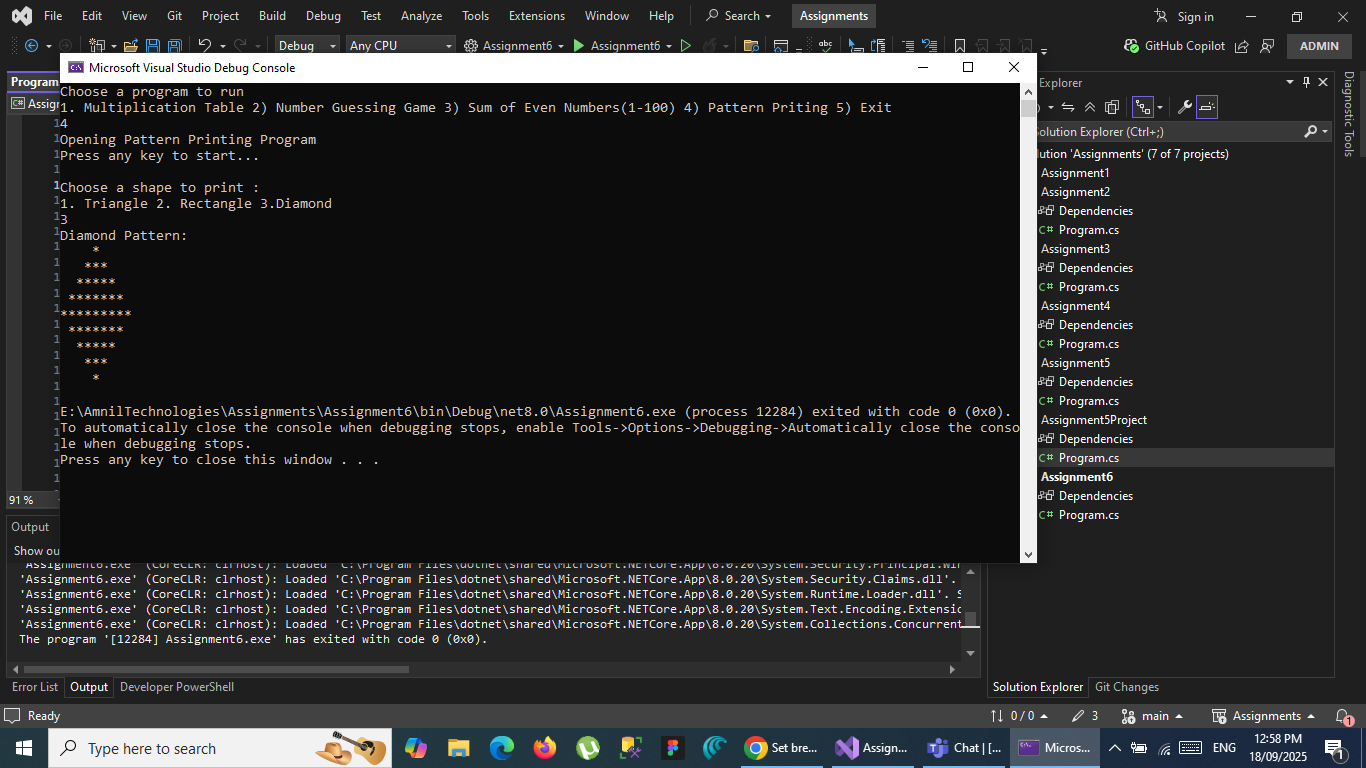 File Edit View Git Project Build Debug Test Analyze Tools Extensions Window Help Search Assignments Sign in
Debug Any CPU Assignment6 Assignment6 GitHub Copilot ADMIN
Program
Microsoft Visual Studio Debug Console
Explorer
Diagnostic Tools
C# Assign
Choose a program to run
1. Multiplication Table 2) Number Guessing Game 3) Sum of Even Numbers(1-100) 4) Pattern Priting 5) Exit
4
Opening Pattern Printing Program
Press any key to start...
Choose a shape to print :
1. Triangle 2. Rectangle 3.Diamond
3
Diamond Pattern:
    *
   ***
  *****
 *******
*********
 *******
  *****
   ***
    *
E:\AmnilTechnologies\Assignments\Assignment6\bin\Debug\net8.0\Assignment6.exe (process 12284) exited with code 0 (0x0).
To automatically close the console when debugging stops, enable Tools->Options->Debugging->Automatically close the conso
le when debugging stops.
Press any key to close this window . . .
Solution Explorer (Ctrl+;)
lution 'Assignments' (7 of 7 projects)
Assignment1
Assignment2
Dependencies
C# Program.cs
Assignment3
Dependencies
C# Program.cs
Assignment4
Dependencies
C# Program.cs
Assignment5
Dependencies
C# Program.cs
Assignment5Project
Dependencies
C# Program.cs
Assignment6
Dependencies
C# Program.cs
91 %
Output
Show ou
'Assignment6.exe' (CoreCLR: clrhost): Loaded 'C:\Program Files\dotnet\shared\Microsoft.NETCore.App\8.0.20\System.Security.Principal.Win
'Assignment6.exe' (CoreCLR: clrhost): Loaded 'C:\Program Files\dotnet\shared\Microsoft.NETCore.App\8.0.20\System.Security.Claims.dll'.
'Assignment6.exe' (CoreCLR: clrhost): Loaded 'C:\Program Files\dotnet\shared\Microsoft.NETCore.App\8.0.20\System.Runtime.Loader.dll'. S
'Assignment6.exe' (CoreCLR: clrhost): Loaded 'C:\Program Files\dotnet\shared\Microsoft.NETCore.App\8.0.20\System.Text.Encoding.Extensio
'Assignment6.exe' (CoreCLR: clrhost): Loaded 'C:\Program Files\dotnet\shared\Microsoft.NETCore.App\8.0.20\System.Collections.Concurrent
The program '[12284] Assignment6.exe' has exited with code 0 (0x0).
Error List Output Developer PowerShell
Solution Explorer Git Changes
Ready 0 / 0 3 main Assignments 1
Type here to search Set bre... Assign... Chat | [... Micros... ENG 12:58 PM 18/09/2025 1